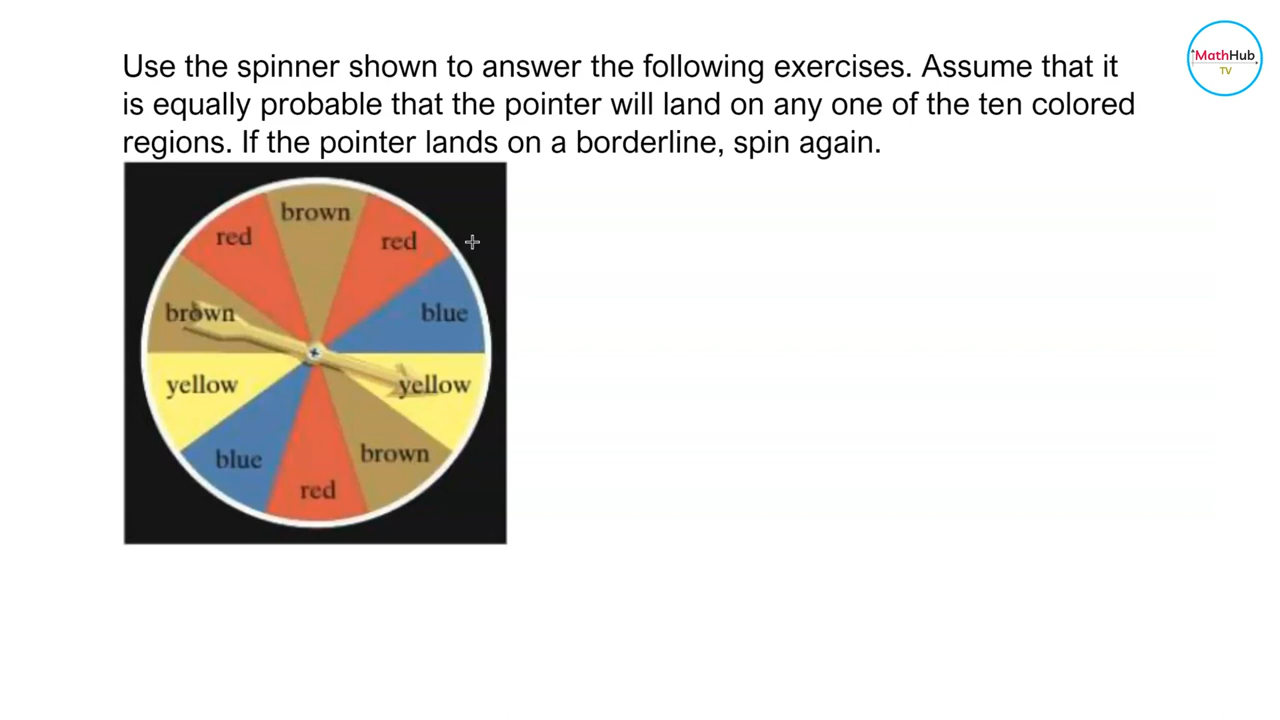 Use the spinner shown to answer the following exercises. Assume that it
is equally probable that the pointer will land on any one of the ten colored
regions. If the pointer lands on a borderline, spin again.
MathHub
TV
brown
red
red
brown
blue
yellow
yellow
blue
brown
red